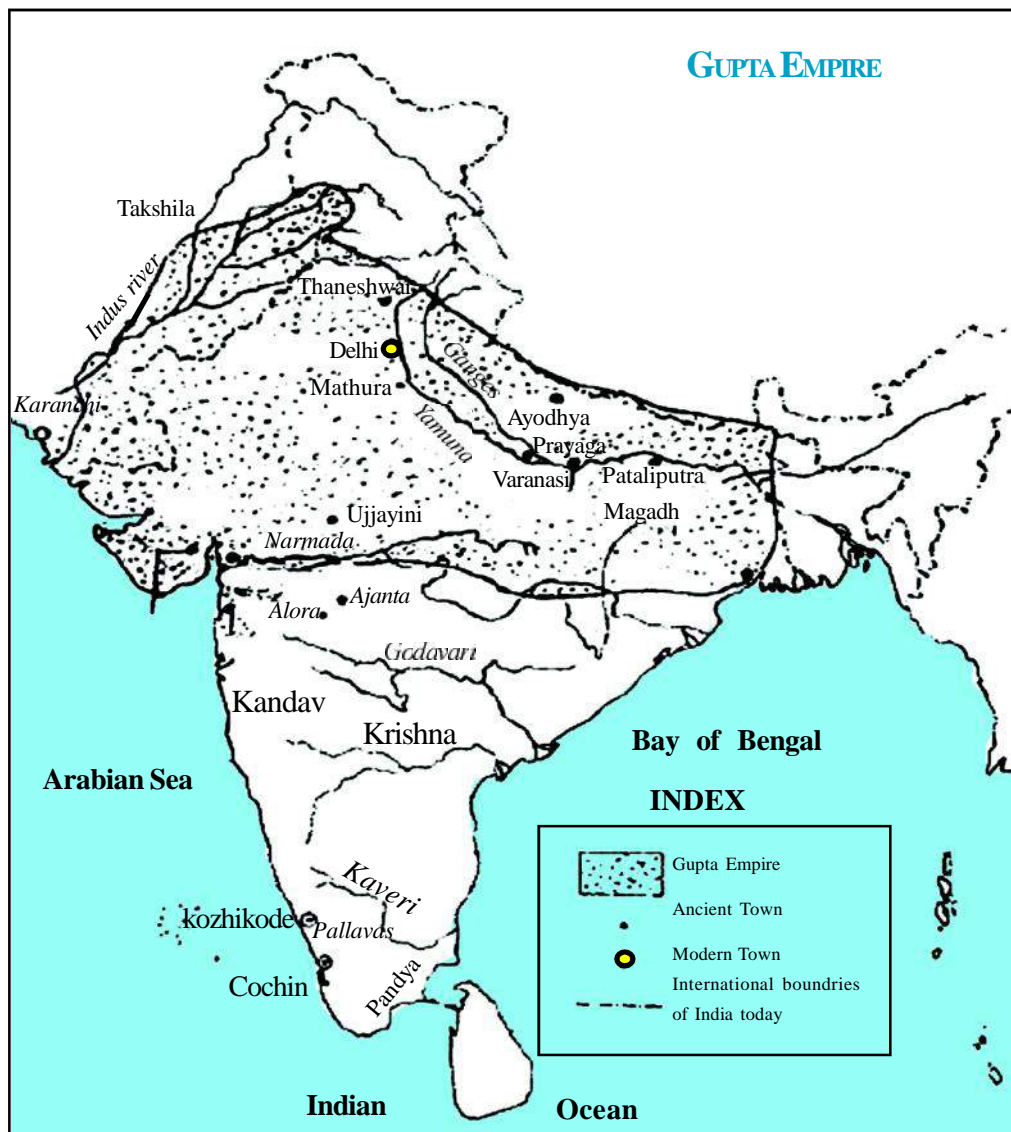 GUPTA EMPIRE
Takshila
Indus river
Thaneshwar
Delhi
Ganges
Mathura
Karanchi
Ayodhya
Yamuna
Prayaga
Varanasi
Pataliputra
Magadh
Ujjayini
Narmada
Ajanta
Alora
Godavari
Kandav
Krishna
Bay of Bengal
Arabian Sea
INDEX
Gupta Empire
Ancient Town
Modern Town
International boundries
of India today
Kaveri
kozhikode
Pallavas
Cochin
Pandya
Indian Ocean